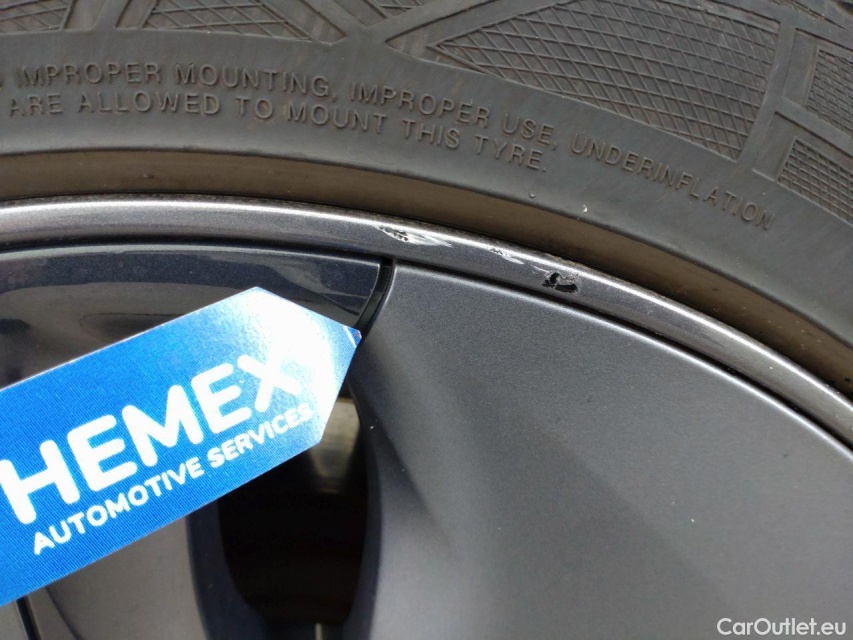 IMPROPER MOUNTING, IMPROPER USE, UNDERINFLATION
ARE ALLOWED TO MOUNT THIS TYRE.
HEMEX
AUTOMOTIVE SERVICES
CarOutlet.eu